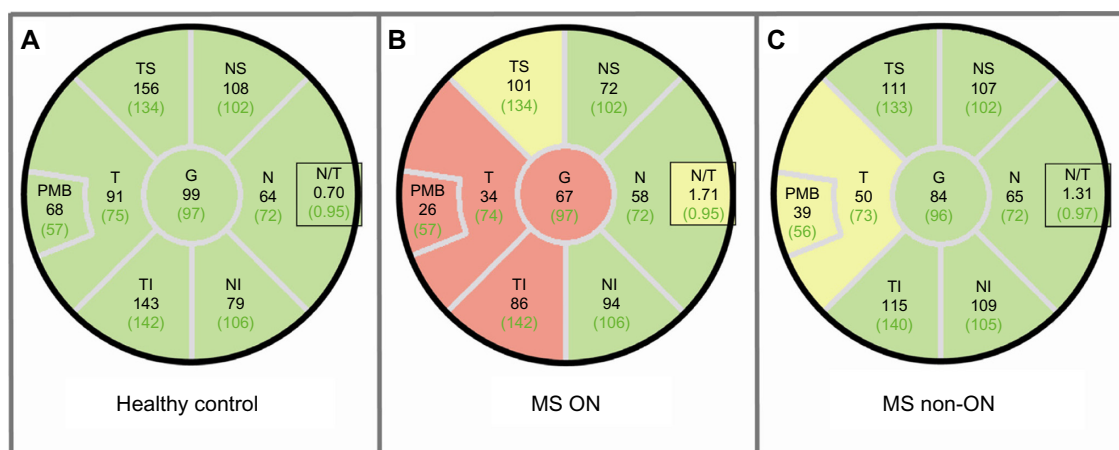 A
TS
156
(134)
NS
108
(102)
PMB
68
(57)
T
91
(75)
G
99
(97)
N
64
(72)
N/T
0.70
(0.95)
TI
143
(142)
NI
79
(106)
Healthy control
B
TS
101
(134)
NS
72
(102)
PMB
26
(57)
T
34
(74)
G
67
(97)
N
58
(72)
N/T
1.71
(0.95)
TI
86
(142)
NI
94
(106)
MS ON
C
TS
111
(133)
NS
107
(102)
PMB
39
(56)
T
50
(73)
G
84
(96)
N
65
(72)
N/T
1.31
(0.97)
TI
115
(140)
NI
109
(105)
MS non-ON